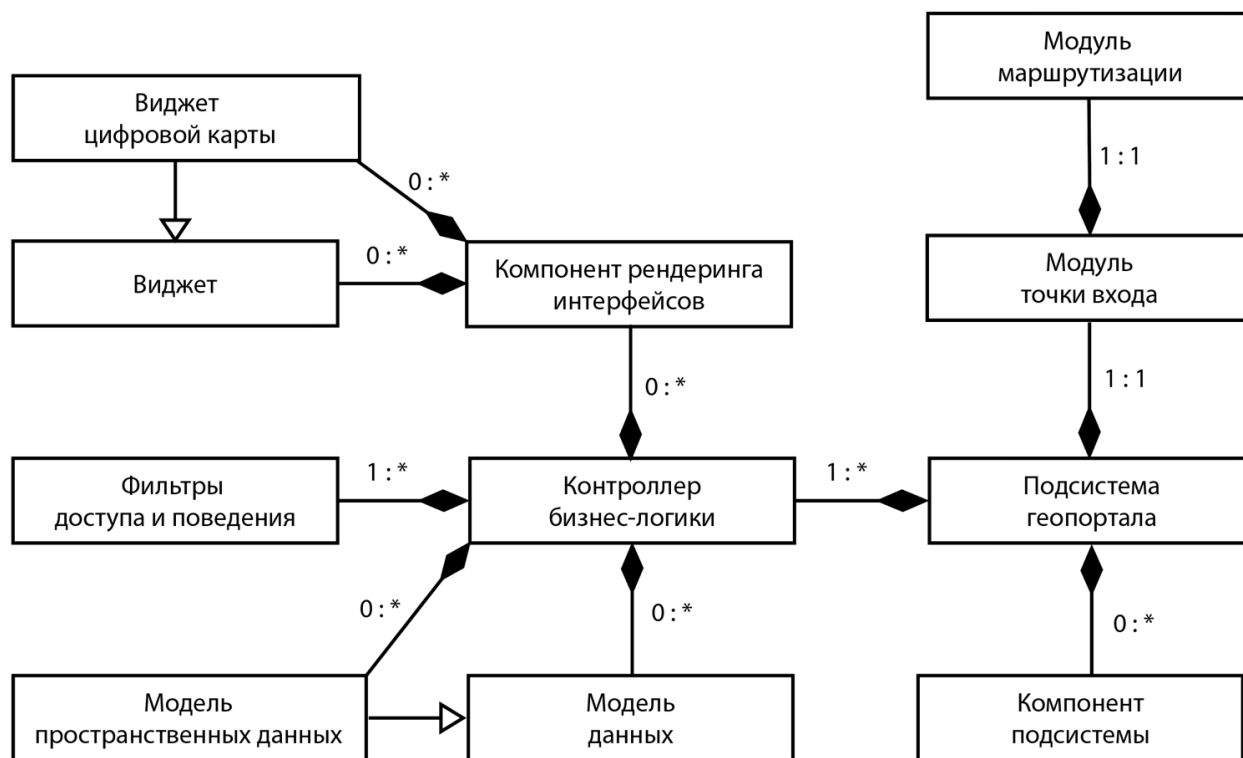 Модуль
маршрутизации
Виджет
цифровой карты
1 : 1
0 : *
Виджет
0 : *
Компонент рендеринга
интерфейсов
Модуль
точки входа
0 : *
1 : 1
Фильтры
доступа и поведения
1 : *
Контроллер
бизнес-логики
1 : *
Подсистема
геопортала
0 : *
0 : *
0 : *
Модель
пространственных данных
Модель
данных
Компонент
подсистемы